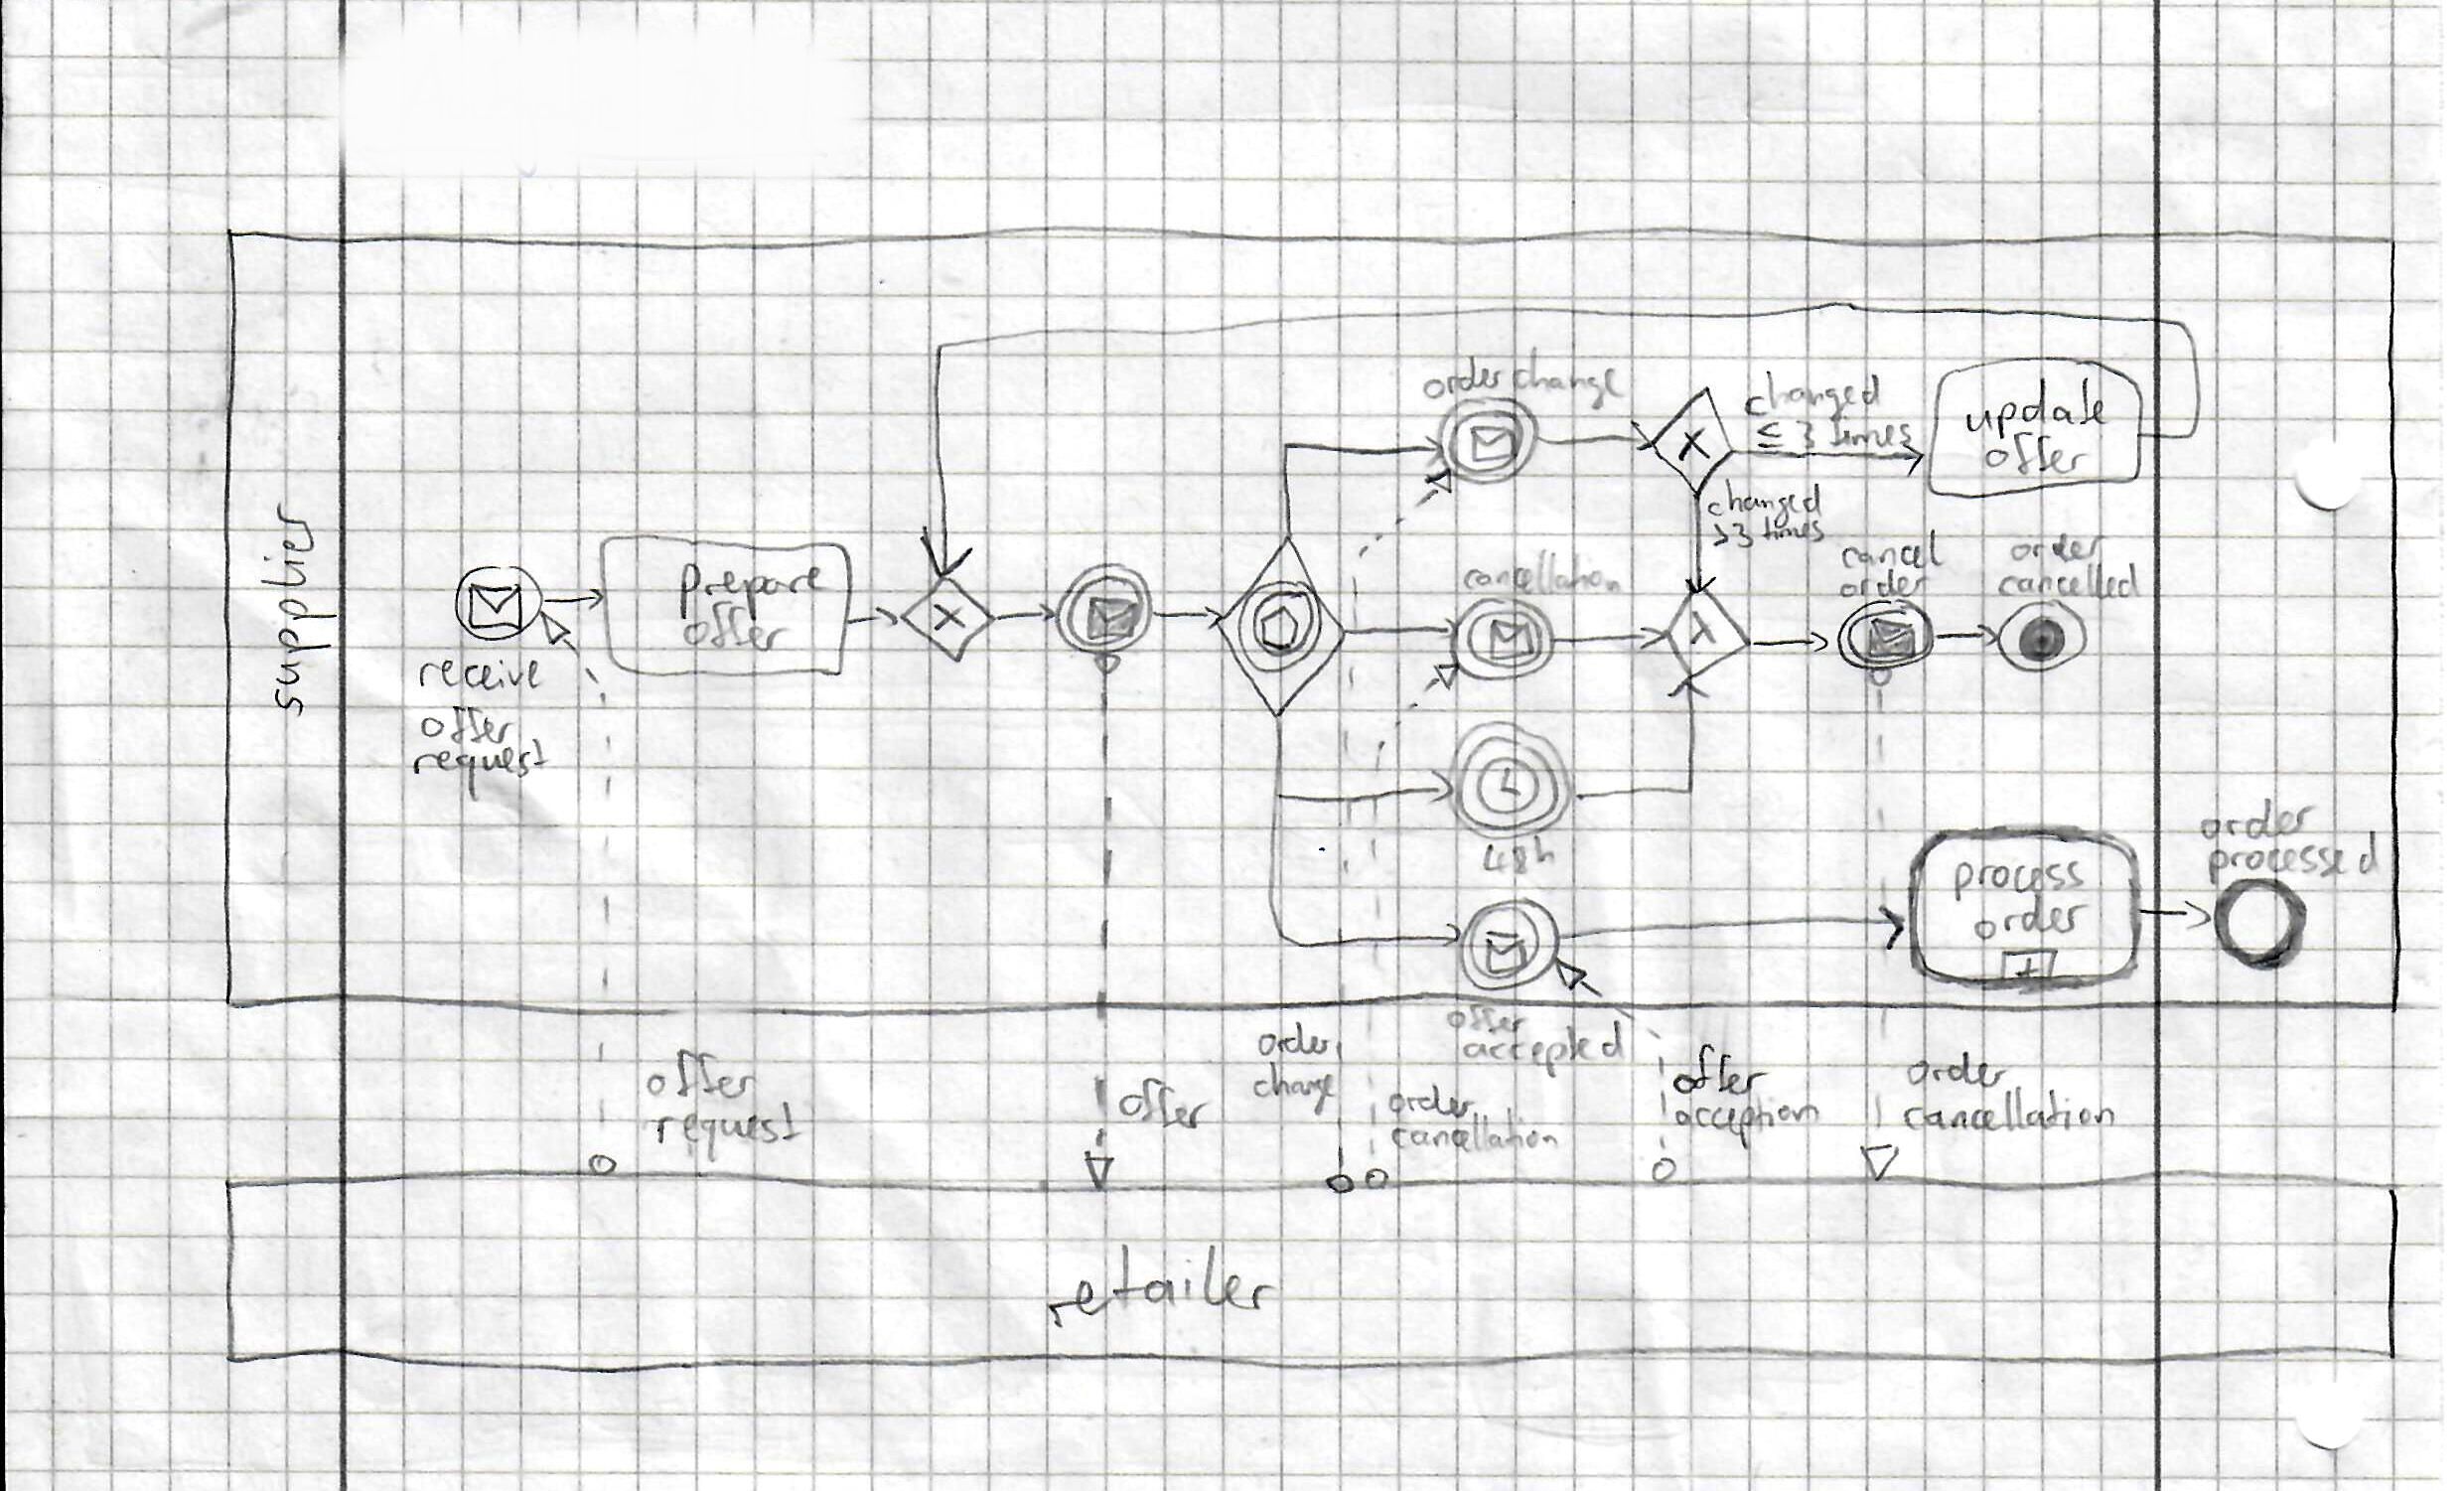 supplier
receive
offer
request
prepare
offer
order change
changed
≤ 3 times
update
offer
changed
>3 times
cancellation
cancel
order
order
cancelled
48h
offer
accepted
process
order
order
processed
offer
request
offer
order
change
order
cancellation
offer
acception
order
cancellation
retailer